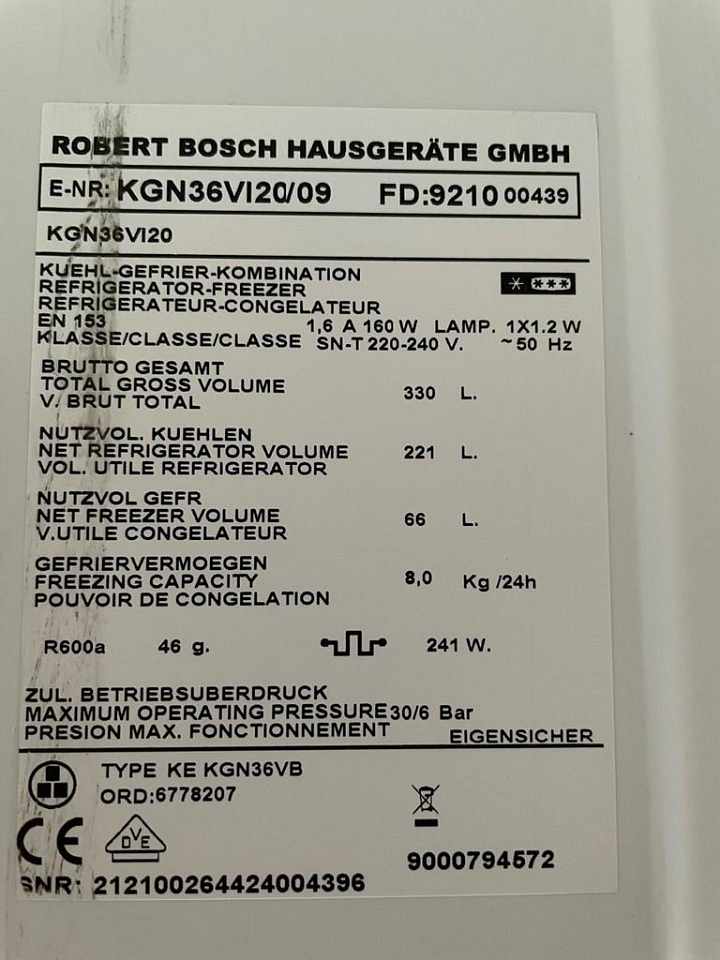 ROBERT BOSCH HAUSGERÄTE GMBH
E-NR: KGN36VI20/09 FD:9210 00439
KGN36VI20
KUEHL-GEFRIER-KOMBINATION
REFRIGERATOR-FREEZER
REFRIGERATEUR-CONGELATEUR
EN 153 1,6 A 160 W LAMP. 1X1.2 W
KLASSE/CLASSE/CLASSE SN-T 220-240 V. ~50 Hz
BRUTTO GESAMT
TOTAL GROSS VOLUME 330 L.
V. BRUT TOTAL
NUTZVOL. KUEHLEN
NET REFRIGERATOR VOLUME 221 L.
VOL. UTILE REFRIGERATOR
NUTZVOL GEFR
NET FREEZER VOLUME 66 L.
V.UTILE CONGELATEUR
GEFRIERVERMOEGEN
FREEZING CAPACITY 8,0 Kg /24h
POUVOIR DE CONGELATION
R600a 46 g. 241 W.
ZUL. BETRIEBSUBERDRUCK
MAXIMUM OPERATING PRESSURE 30/6 Bar
PRESION MAX. FONCTIONNEMENT EIGENSICHER
TYPE KE KGN36VB
ORD:6778207
CE DVE
9000794572
SNR: 212100264424004396